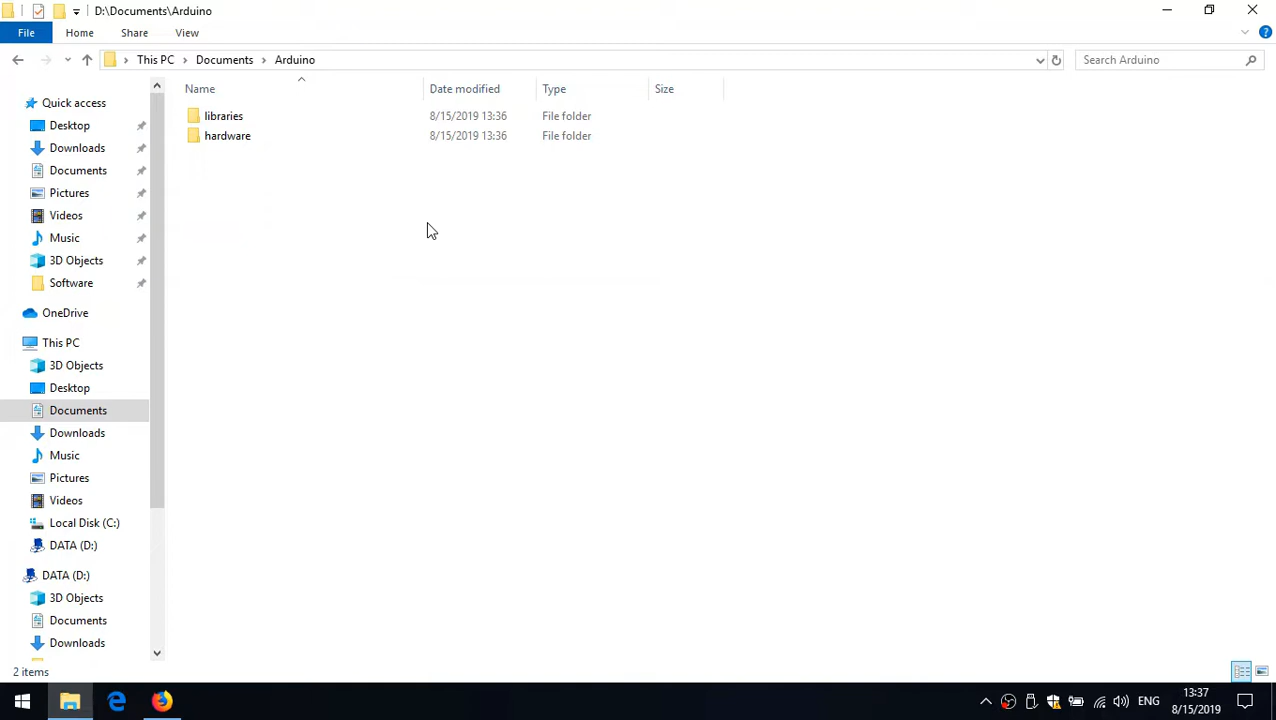 D:\Documents\Arduino
File Home Share View
This PC Documents Arduino
Search Arduino
Name Date modified Type Size
libraries 8/15/2019 13:36 File folder
hardware 8/15/2019 13:36 File folder
Quick access
Desktop
Downloads
Documents
Pictures
Videos
Music
3D Objects
Software
OneDrive
This PC
3D Objects
Desktop
Documents
Downloads
Music
Pictures
Videos
Local Disk (C:)
DATA (D:)
DATA (D:)
3D Objects
Documents
Downloads
2 items
ENG
13:37
8/15/2019